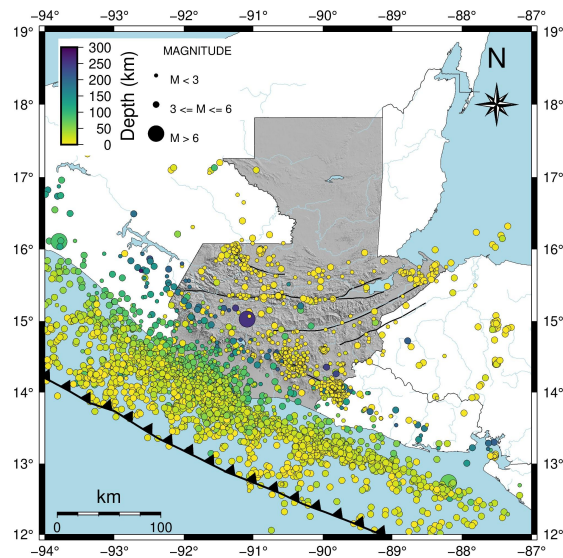 −94° −93° −92° −91° −90° −89° −88° −87°
19° 19°
300
250
200
150
100
50
0
Depth (km)
MAGNITUDE
M < 3
3 <= M <= 6
M > 6
N
18° 18°
17° 17°
16° 16°
15° 15°
14° 14°
13° 13°
km
0 100
12° 12°
−94° −93° −92° −91° −90° −89° −88° −87°